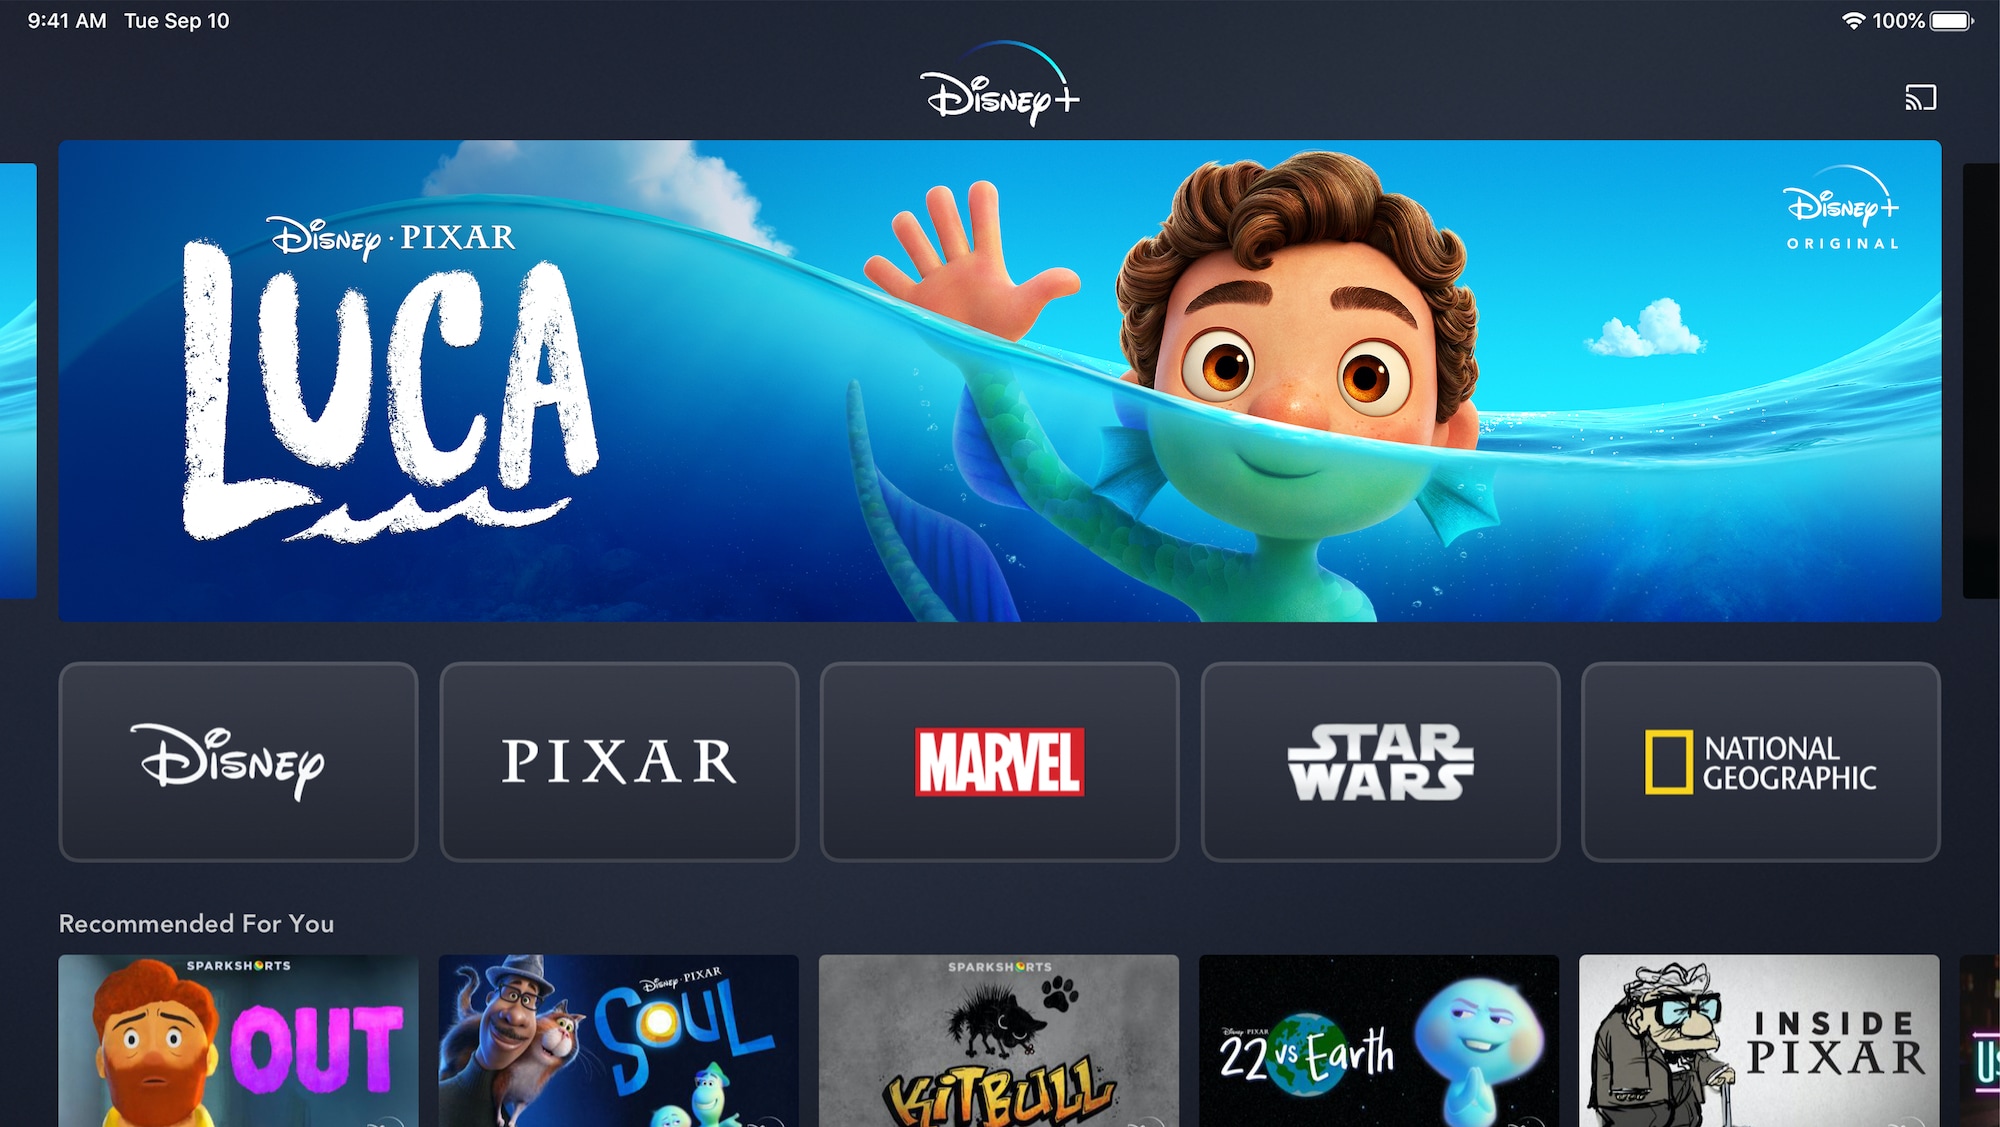 9:41 AM Tue Sep 10
100%
Disney+
Disney · PIXAR
LUCA
Disney+
ORIGINAL
Disney
PIXAR
MARVEL
STAR
WARS
NATIONAL
GEOGRAPHIC
Recommended For You
SPARKSHORTS
OUT
Disney · PIXAR
SOUL
SPARKSHORTS
KITBULL
Disney PIXAR
22 vs Earth
INSIDE
PIXAR